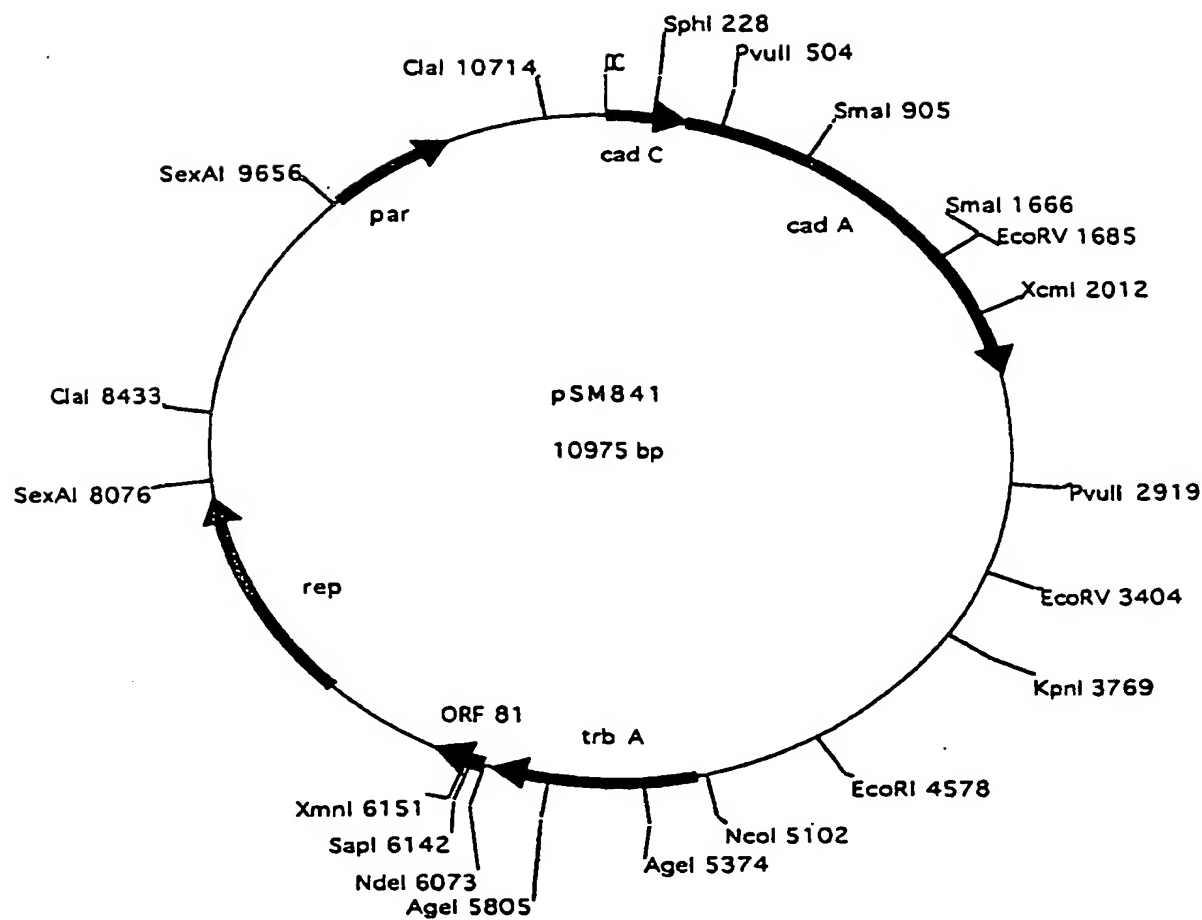 SphI 228
PvuII 504
ClaI 10714
SmaI 905
cad C
SexAI 9656
par
cad A
SmaI 1666
EcoRV 1685
XcmI 2012
ClaI 8433
pSM841
10975 bp
SexAI 8076
PvuII 2919
rep
EcoRV 3404
KpnI 3769
ORF 81
trb A
EcoRI 4578
XmnI 6151
SapI 6142
NcoI 5102
NdeI 6073
AgeI 5374
AgeI 5805